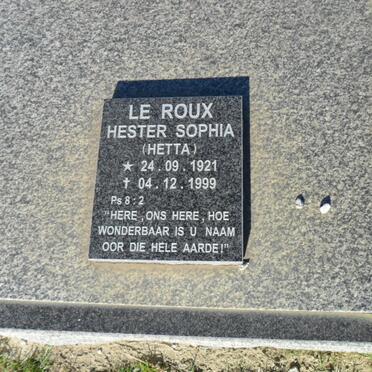 LE ROUX
HESTER SOPHIA
(HETTA)
★ 24.09.1921
✝ 04.12.1999
Ps 8:2
"HERE, ONS HERE, HOE
WONDERBAAR IS U NAAM
OOR DIE HELE AARDE!"